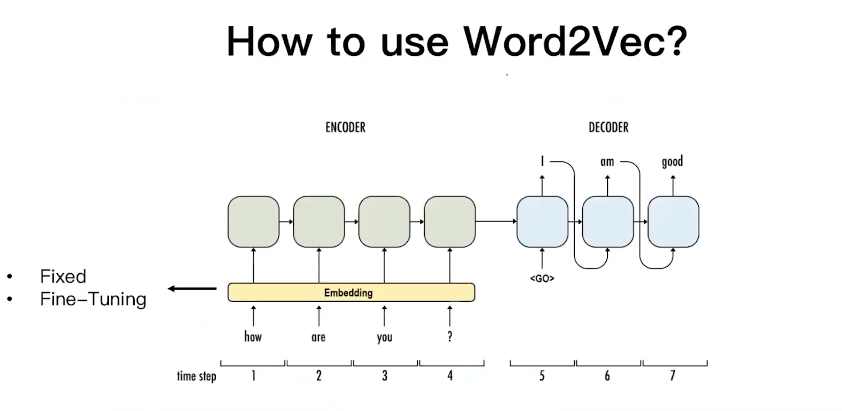 How to use Word2Vec?
ENCODER
DECODER
I am good
• Fixed
• Fine-Tuning
Embedding
<GO>
how are you ?
time step 1 2 3 4 5 6 7